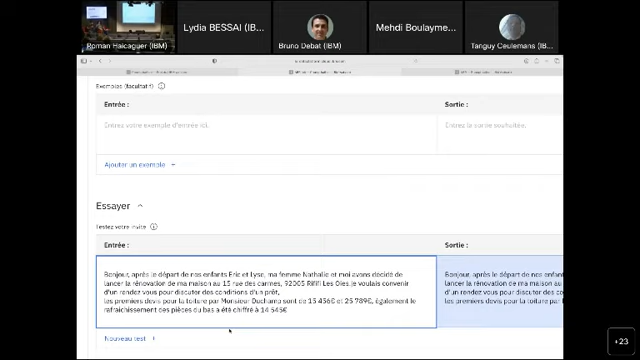 Roman Haicaguer (IBM)
Lydia BESSAI (IB...
Bruno Debat (IBM)
Mehdi Boulayme...
Tanguy Ceulemans (IB...
Exemples (facultatif)
Entrée :
Sortie :
Entrez votre exemple d'entrée ici.
Entrez la sortie souhaitée.
Ajouter un exemple +
Essayer
Testez votre invite
Entrée :
Sortie :
Bonjour, après le départ de nos enfants Eric et Lyse, ma femme Nathalie et moi avons décidé de
lancer la rénovation de ma maison au 15 rue des carmes, 92005 Rififi Les Oies.je voulais convenir
d'un rendez vous pour discuter des conditions d'un prêt,
les premiers devis pour la toiture par Monsieur Duchamp sont de 15 456€ et 25 789€, également le
rafraichissement des pièces du bas a été chiffré à 14 545€
Bonjour, après le départ de nos enf
lancer la rénovation de ma maison
d'un rendez vous pour discuter des
les premiers devis pour la toiture par
Nouveau test +
+23